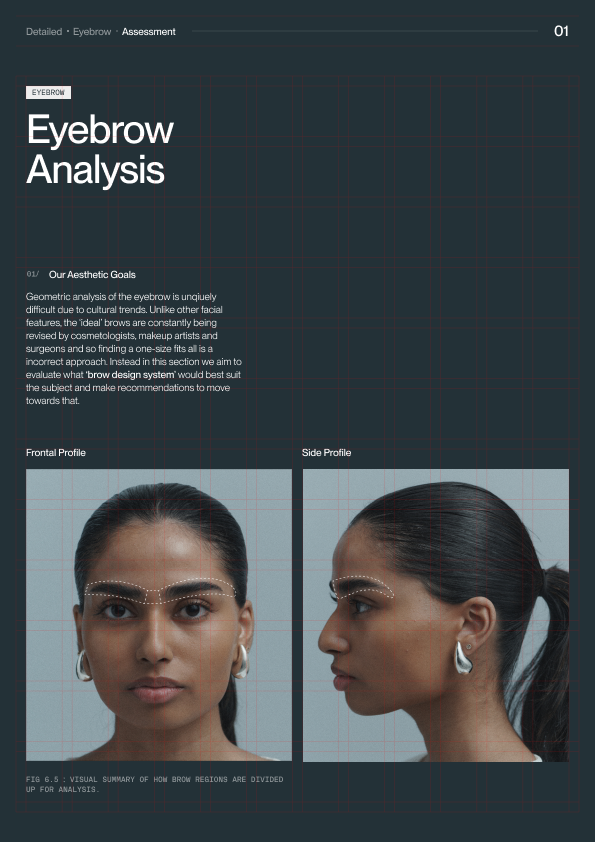 Detailed • Eyebrow • Assessment
01
EYEBROW
Eyebrow
Analysis
01/ Our Aesthetic Goals
Geometric analysis of the eyebrow is unqiuely
difficult due to cultural trends. Unlike other facial
features, the 'ideal' brows are constantly being
revised by cosmetologists, makeup artists and
surgeons and so finding a one-size fits all is a
incorrect approach. Instead in this section we aim to
evaluate what 'brow design system' would best suit
the subject and make recommendations to move
towards that.
Frontal Profile
Side Profile
FIG 6.5 : VISUAL SUMMARY OF HOW BROW REGIONS ARE DIVIDED
UP FOR ANALYSIS.